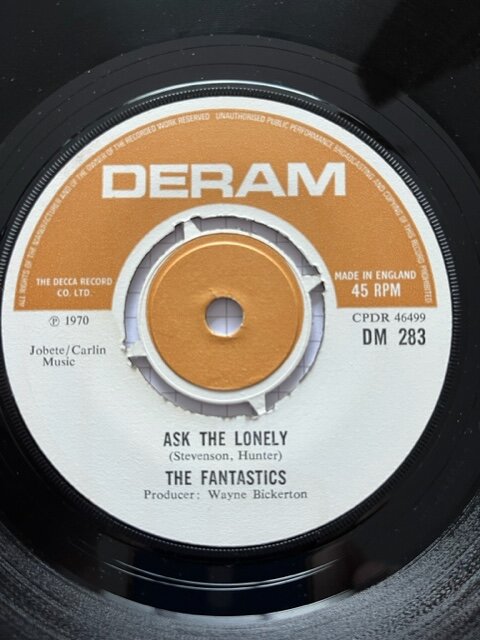 ALL RIGHTS OF THE MANUFACTURER AND OF THE OWNER OF THE RECORDED WORK RESERVED UNAUTHORISED PUBLIC PERFORMANCE BROADCASTING AND COPYING OF THIS RECORD PROHIBITED
DERAM
THE DECCA RECORD
CO. LTD.
MADE IN ENGLAND
45 RPM
℗ 1970
CPDR 46499
DM 283
Jobete/Carlin
Music
ASK THE LONELY
(Stevenson, Hunter)
THE FANTASTICS
Producer: Wayne Bickerton